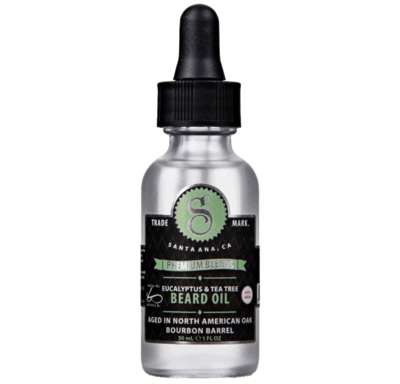 S
TRADE MARK.
SANTA ANA, CA
PREMIUM BLENDS
EUCALYPTUS & TEA TREE
BEARD OIL
AGED IN NORTH AMERICAN OAK
BOURBON BARREL
30 mL 1 FL OZ